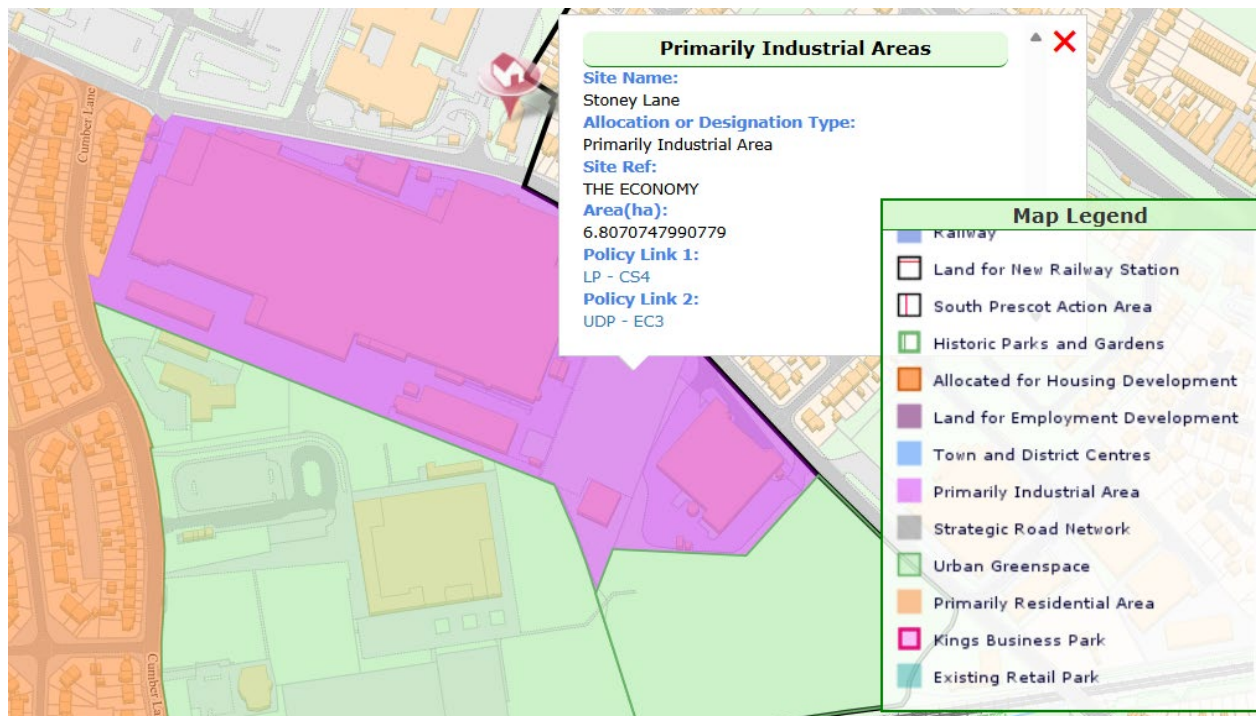 Primarily Industrial Areas
Site Name:
Stoney Lane
Allocation or Designation Type:
Primarily Industrial Area
Site Ref:
THE ECONOMY
Area(ha):
6.8070747990779
Policy Link 1:
LP - CS4
Policy Link 2:
UDP - EC3
Map Legend
Railway
Land for New Railway Station
South Prescot Action Area
Historic Parks and Gardens
Allocated for Housing Development
Land for Employment Development
Town and District Centres
Primarily Industrial Area
Strategic Road Network
Urban Greenspace
Primarily Residential Area
Kings Business Park
Existing Retail Park
Cumber Lane
Cumber La